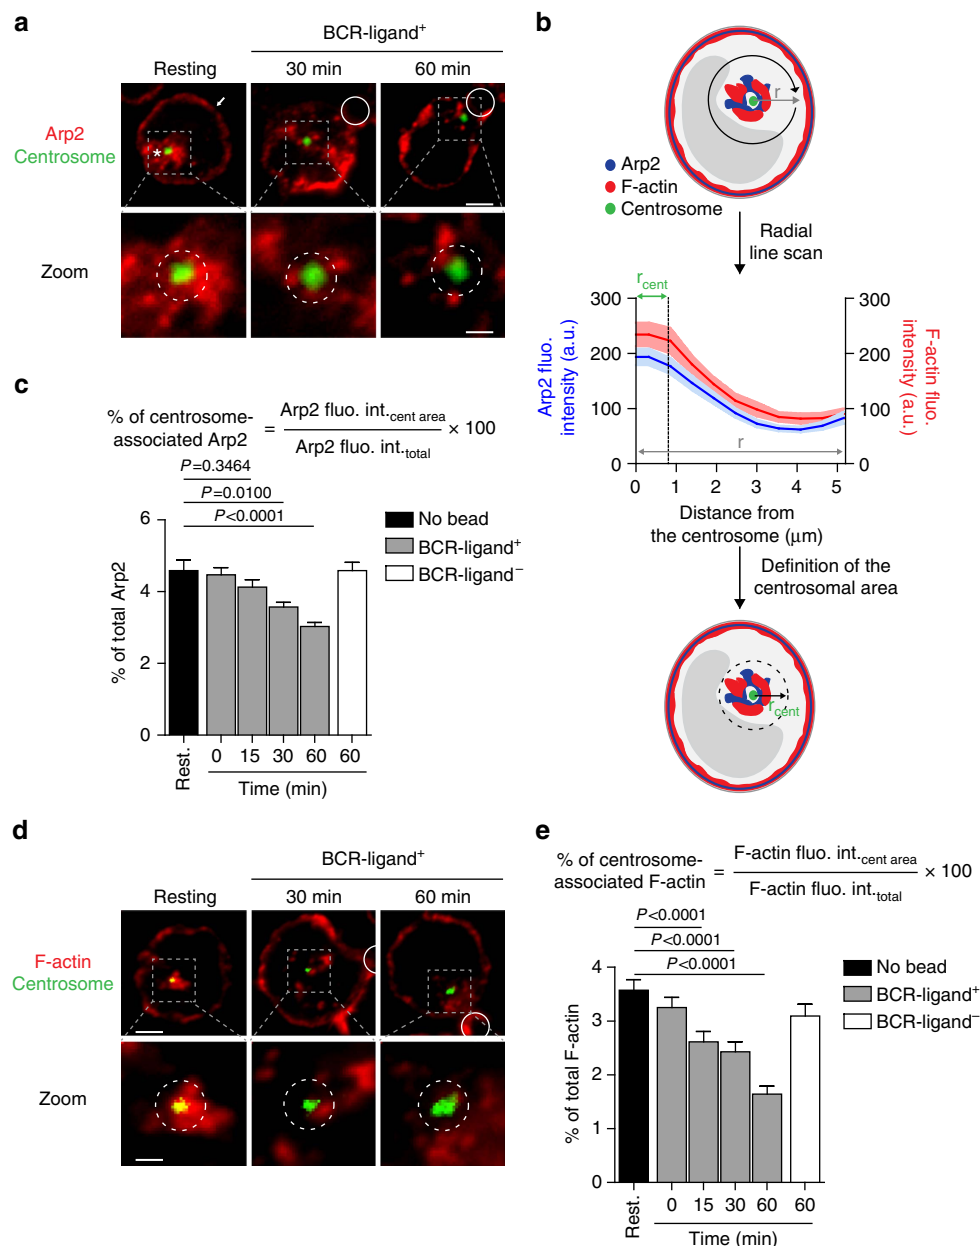 a
BCR-ligand⁺
Resting
30 min
60 min
Arp2
Centrosome
*
Zoom
b
r
Arp2
F-actin
Centrosome
Radial
line scan
r_cent
300
200
100
0
Arp2 fluo.
intensity (a.u.)
300
200
100
0
F-actin fluo.
intensity (a.u.)
r
0 1 2 3 4 5
Distance from
the centrosome (μm)
Definition of the
centrosomal area
r_cent
c
% of centrosome-
associated Arp2
=
Arp2 fluo. int._cent area
Arp2 fluo. int._total
× 100
P=0.3464
P=0.0100
P<0.0001
No bead
BCR-ligand⁺
BCR-ligand⁻
6
4
2
0
% of total Arp2
Rest.
0 15 30 60 60
Time (min)
d
BCR-ligand⁺
Resting
30 min
60 min
F-actin
Centrosome
Zoom
e
% of centrosome-
associated F-actin
=
F-actin fluo. int._cent area
F-actin fluo. int._total
× 100
P<0.0001
P<0.0001
P<0.0001
No bead
BCR-ligand⁺
BCR-ligand⁻
4
3
2
1
0
% of total F-actin
Rest.
0 15 30 60 60
Time (min)